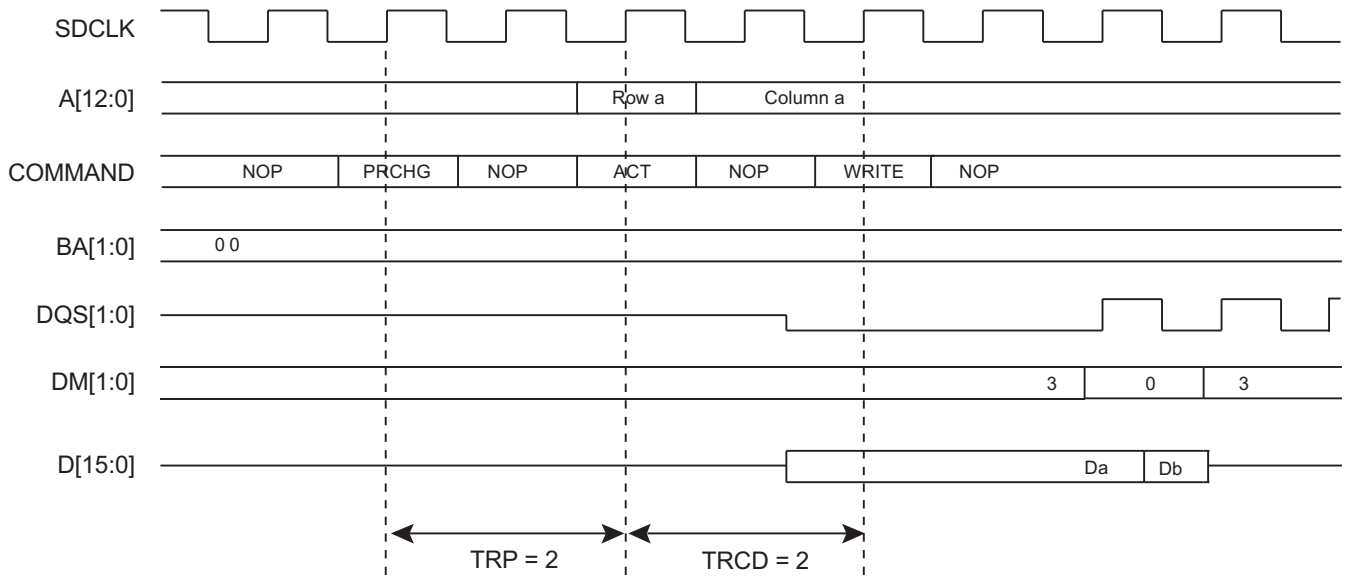 SDCLK
A[12:0] Row a Column a
COMMAND NOP PRCHG NOP ACT NOP WRITE NOP
BA[1:0] 0 0
DQS[1:0]
DM[1:0] 3 0 3
D[15:0] Da Db
TRP = 2 TRCD = 2